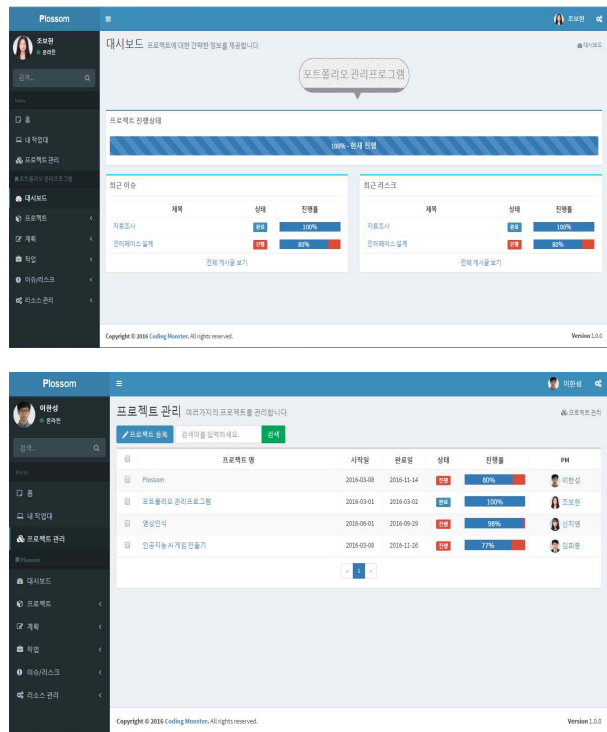 Plossom
조보현
조보현
온라인
대시보드 프로젝트에 대한 간략한 정보를 제공합니다.
대시보드
검색...
포트폴리오 관리프로그램
Menu
홈
내 작업대
프로젝트 관리
포트폴리오 관리프로그램
대시보드
프로젝트
계획
작업
이슈/리스크
리소스 관리
프로젝트 진행상태
100% - 현재 진행
최근 이슈
제목 상태 진행률
자료조사 완료 100%
인터페이스 설계 진행 80%
전체 게시글 보기
최근 리스크
제목 상태 진행률
자료조사 완료 100%
인터페이스 설계 진행 80%
전체 게시글 보기
Copyright © 2016 Coding Monster. All rights reserved.
Version 1.0.0
Plossom
이한성
이한성
온라인
프로젝트 관리 여러가지의 프로젝트를 관리합니다.
프로젝트 관리
검색...
프로젝트 등록 검색어를 입력하세요. 검색
Menu
홈
내 작업대
프로젝트 관리
Plossom
대시보드
프로젝트
계획
작업
이슈/리스크
리소스 관리
프로젝트 명 시작일 완료일 상태 진행률 PM
Plossom 2016-03-08 2016-11-14 진행 80% 이한성
포트폴리오 관리프로그램 2016-03-01 2016-03-02 완료 100% 조보현
영상인식 2016-06-01 2016-09-29 진행 98% 신지영
인공지능 AI 게임 만들기 2016-03-08 2016-11-26 진행 77% 김희중
‹ 1 ›
Copyright © 2016 Coding Monster. All rights reserved.
Version 1.0.0